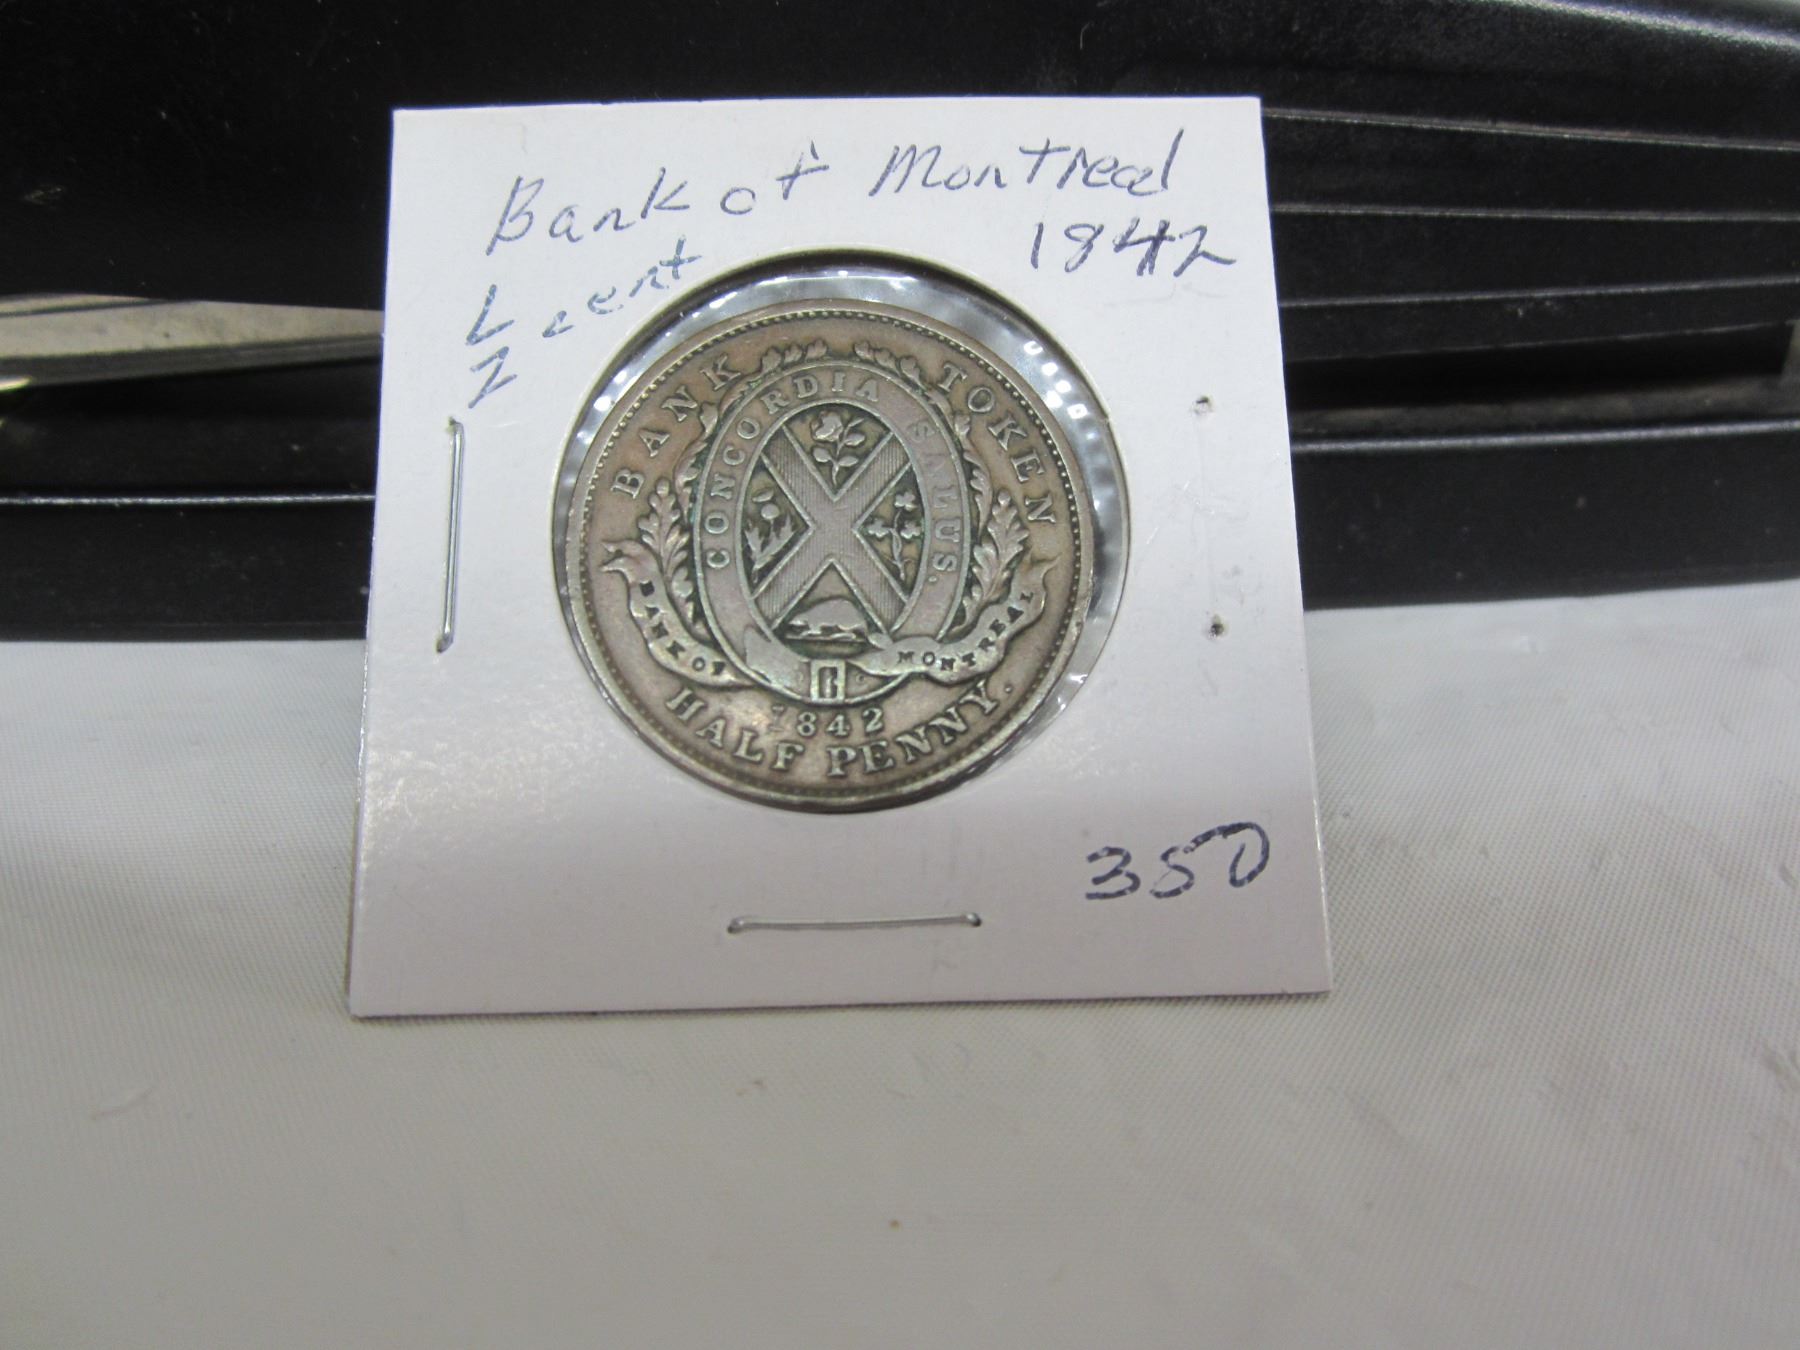 Bank of Montreal
1842
1/2 cent
BANK TOKEN
CONCORDIA SALUS.
BANK OF MONTREAL
1842
HALF PENNY.
350